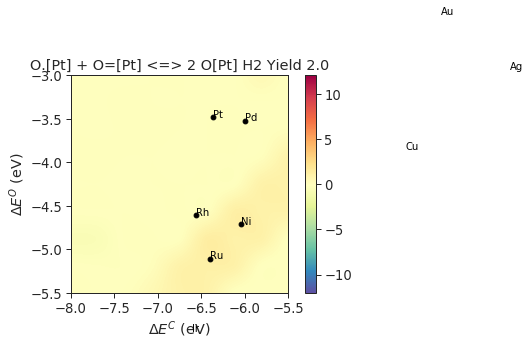 Au
O.[Pt] + O=[Pt] <=> 2 O[Pt] H2 Yield 2.0
Ag
−3.0
−3.5
−4.0
−4.5
−5.0
−5.5
ΔE^O (eV)
Pt
Pd
Cu
Rh
Ni
Ru
10
5
0
−5
−10
−8.0 −7.5 −7.0 −6.5 −6.0 −5.5
ΔE^C (eV)
Ir